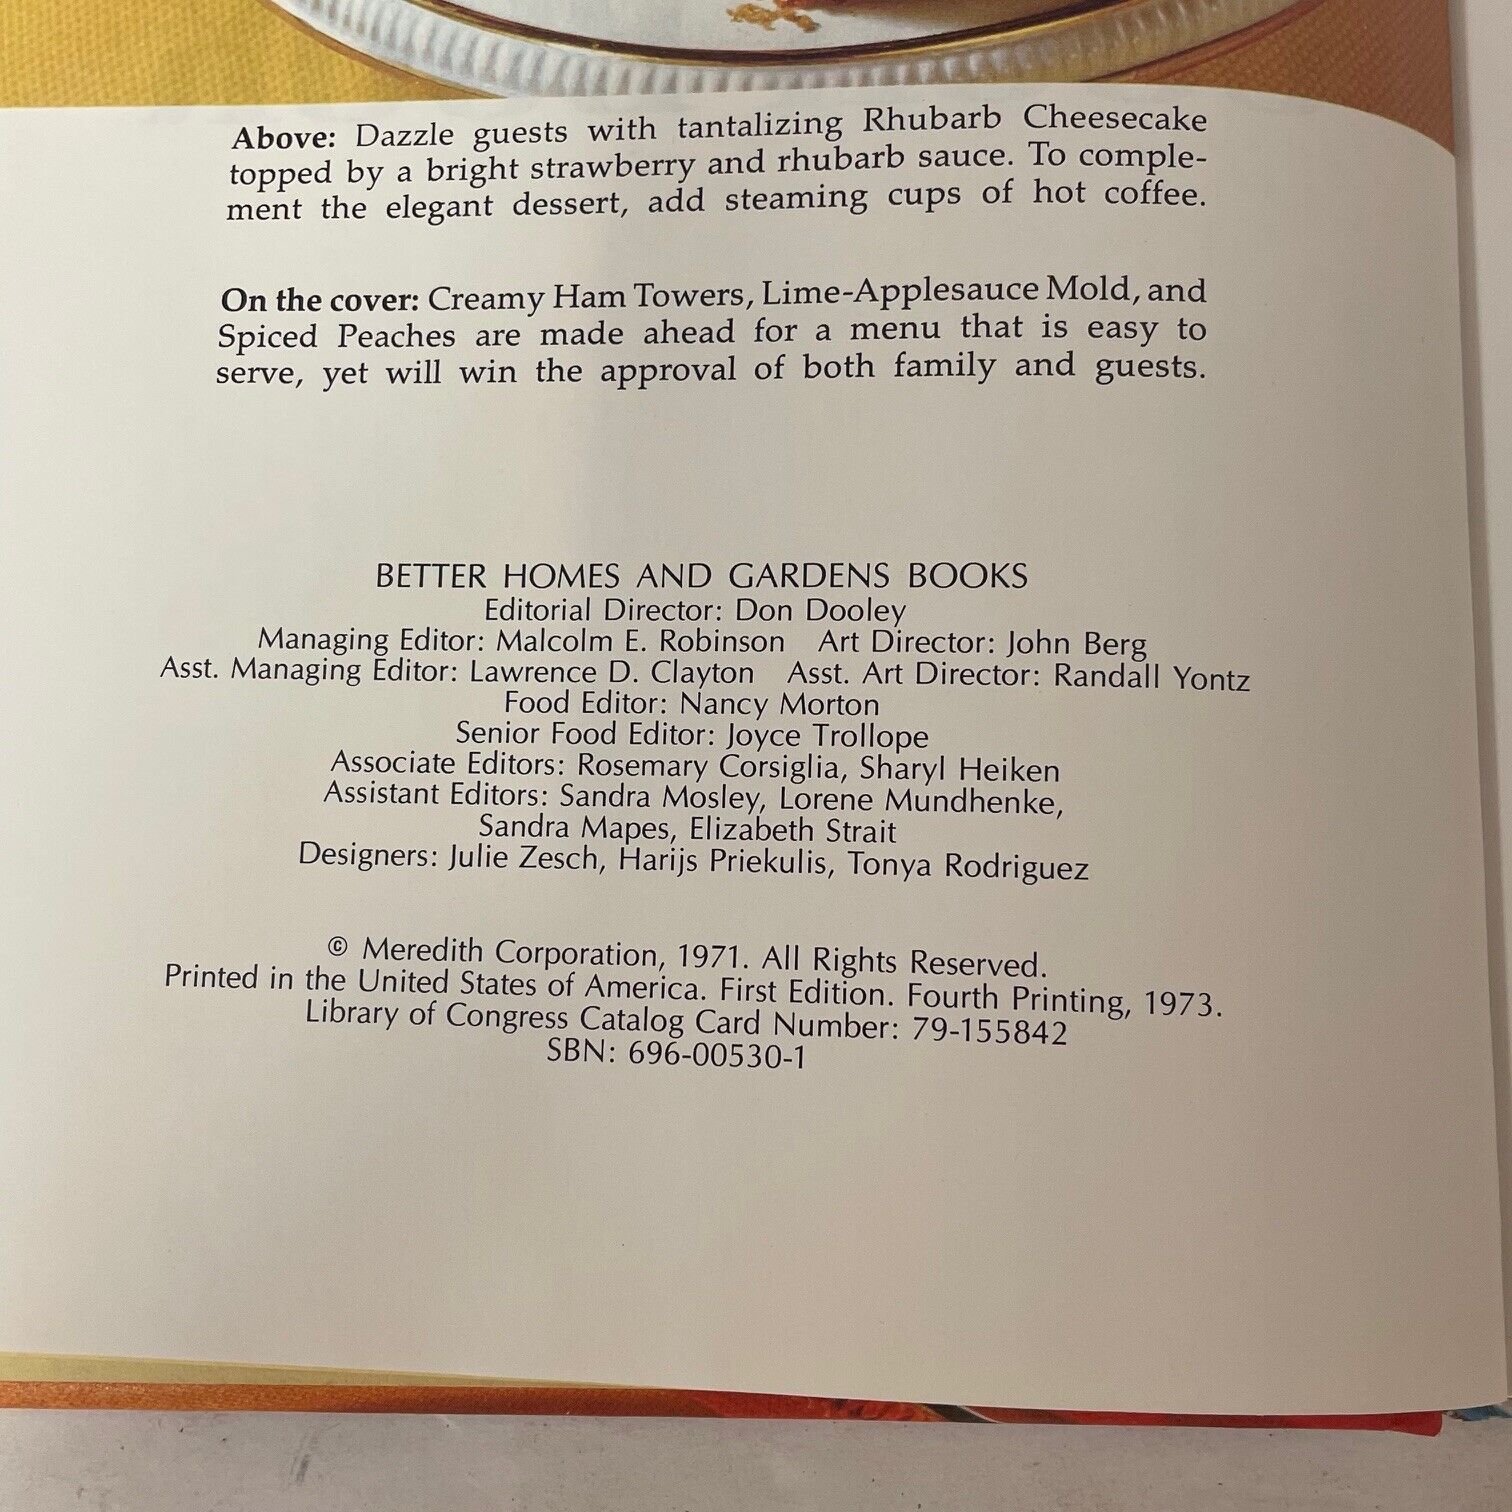 Above: Dazzle guests with tantalizing Rhubarb Cheesecake
topped by a bright strawberry and rhubarb sauce. To comple-
ment the elegant dessert, add steaming cups of hot coffee.
On the cover: Creamy Ham Towers, Lime-Applesauce Mold, and
Spiced Peaches are made ahead for a menu that is easy to
serve, yet will win the approval of both family and guests.
BETTER HOMES AND GARDENS BOOKS
Editorial Director: Don Dooley
Managing Editor: Malcolm E. Robinson Art Director: John Berg
Asst. Managing Editor: Lawrence D. Clayton Asst. Art Director: Randall Yontz
Food Editor: Nancy Morton
Senior Food Editor: Joyce Trollope
Associate Editors: Rosemary Corsiglia, Sharyl Heiken
Assistant Editors: Sandra Mosley, Lorene Mundhenke,
Sandra Mapes, Elizabeth Strait
Designers: Julie Zesch, Harijs Priekulis, Tonya Rodriguez
© Meredith Corporation, 1971. All Rights Reserved.
Printed in the United States of America. First Edition. Fourth Printing, 1973.
Library of Congress Catalog Card Number: 79-155842
SBN: 696-00530-1